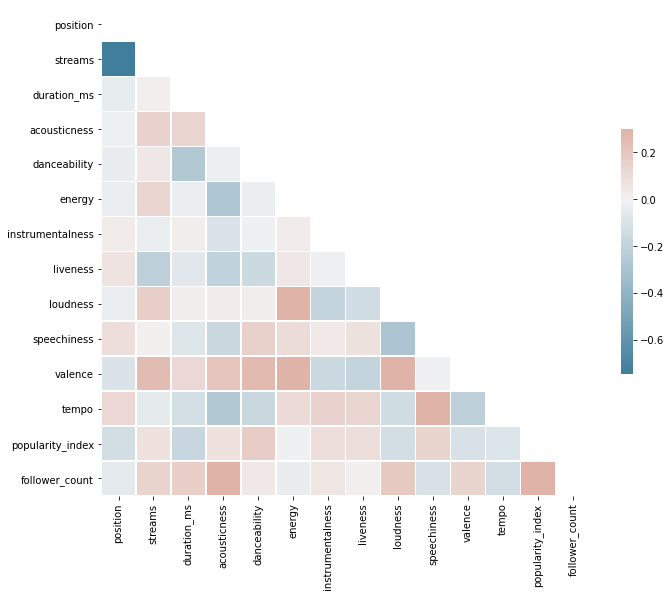 position
streams
duration_ms
acousticness
danceability
energy
instrumentalness
liveness
loudness
speechiness
valence
tempo
popularity_index
follower_count
position
streams
duration_ms
acousticness
danceability
energy
instrumentalness
liveness
loudness
speechiness
valence
tempo
popularity_index
follower_count
0.2
0.0
−0.2
−0.4
−0.6